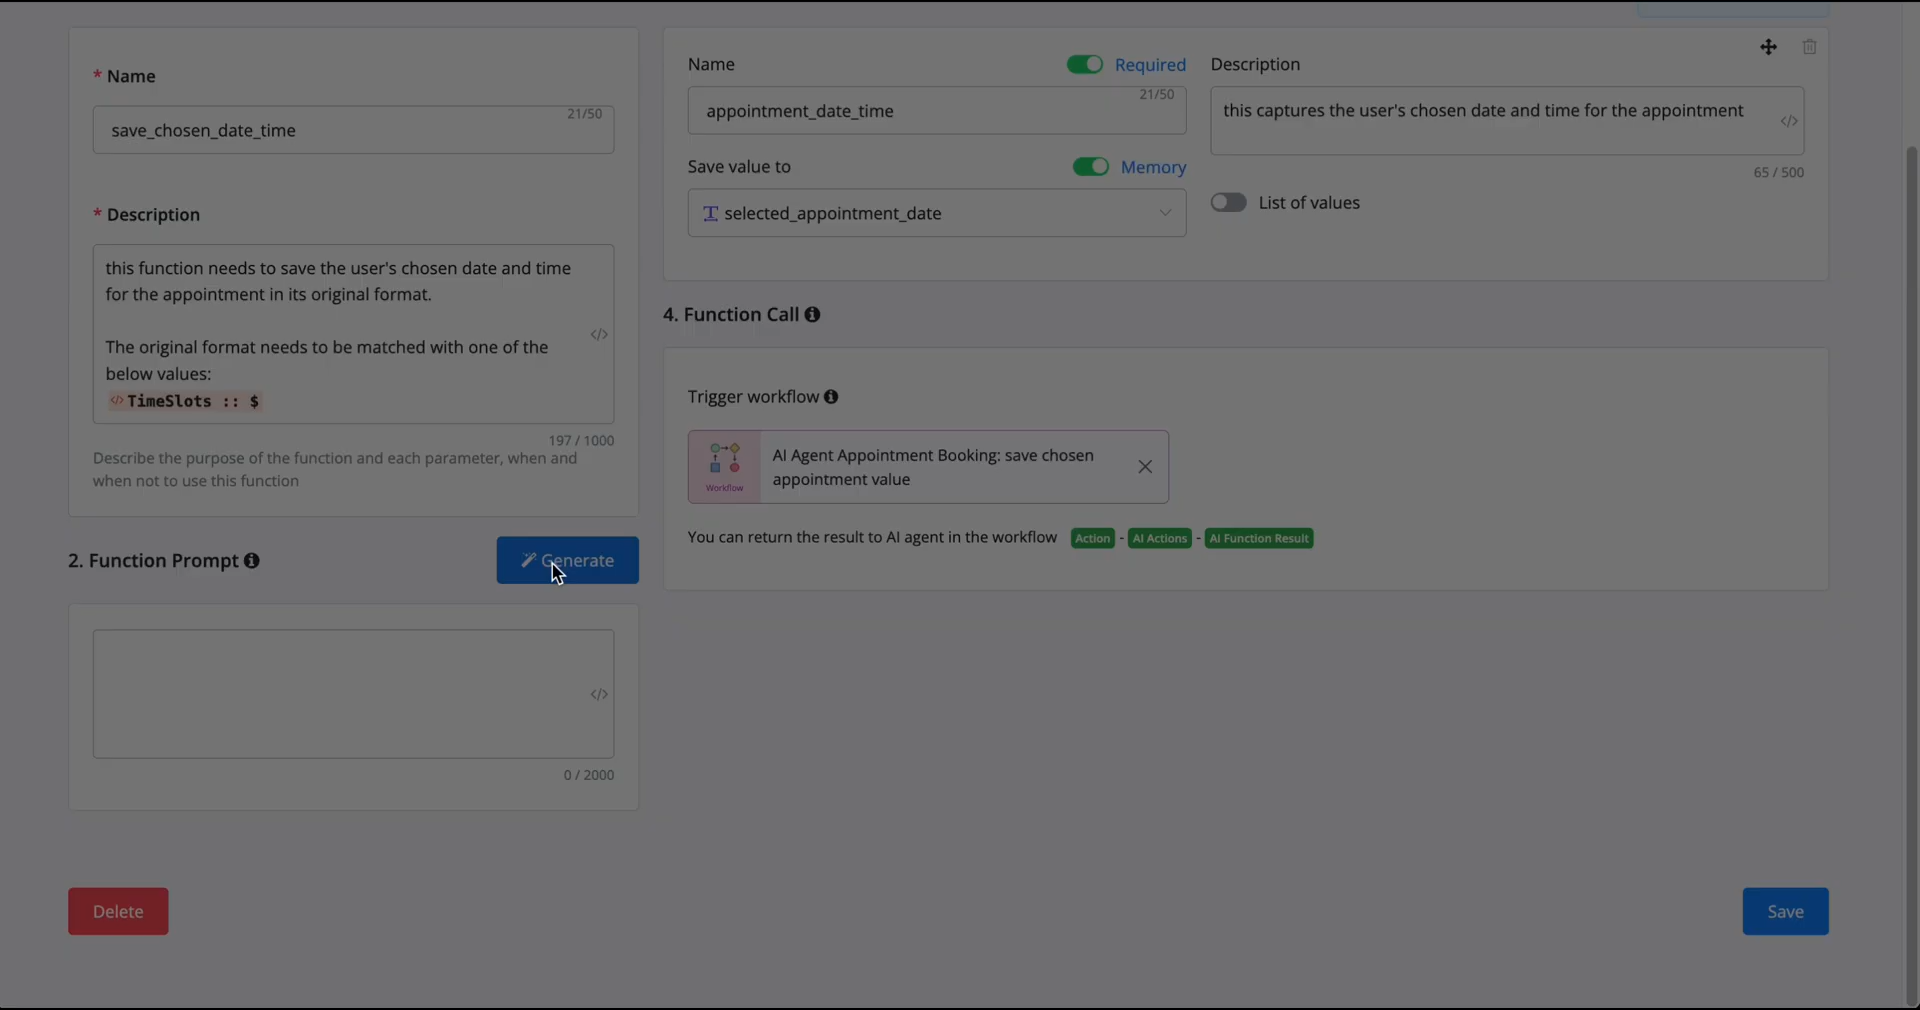 * Name
21/50
save_chosen_date_time
* Description
this function needs to save the user's chosen date and time
for the appointment in its original format.
The original format needs to be matched with one of the
below values:
</> TimeSlots :: $
</>
197 / 1000
Describe the purpose of the function and each parameter, when and
when not to use this function
2. Function Prompt
Generate
</>
0 / 2000
Delete
Name
Required
21/50
appointment_date_time
Save value to
Memory
T selected_appointment_date
Description
this captures the user's chosen date and time for the appointment
</>
65 / 500
List of values
4. Function Call
Trigger workflow
Workflow
AI Agent Appointment Booking: save chosen
appointment value
You can return the result to AI agent in the workflow Action - AI Actions - AI Function Result
Save